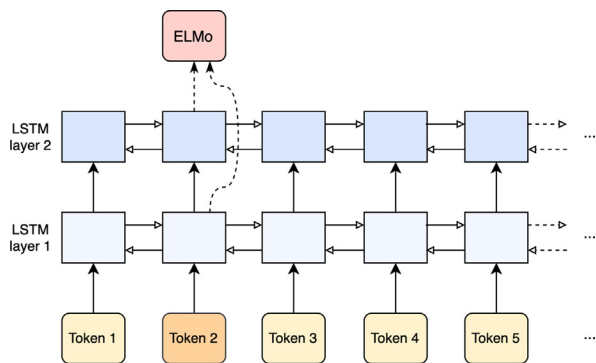 ELMo
LSTM
layer 2
...
LSTM
layer 1
...
Token 1
Token 2
Token 3
Token 4
Token 5
...